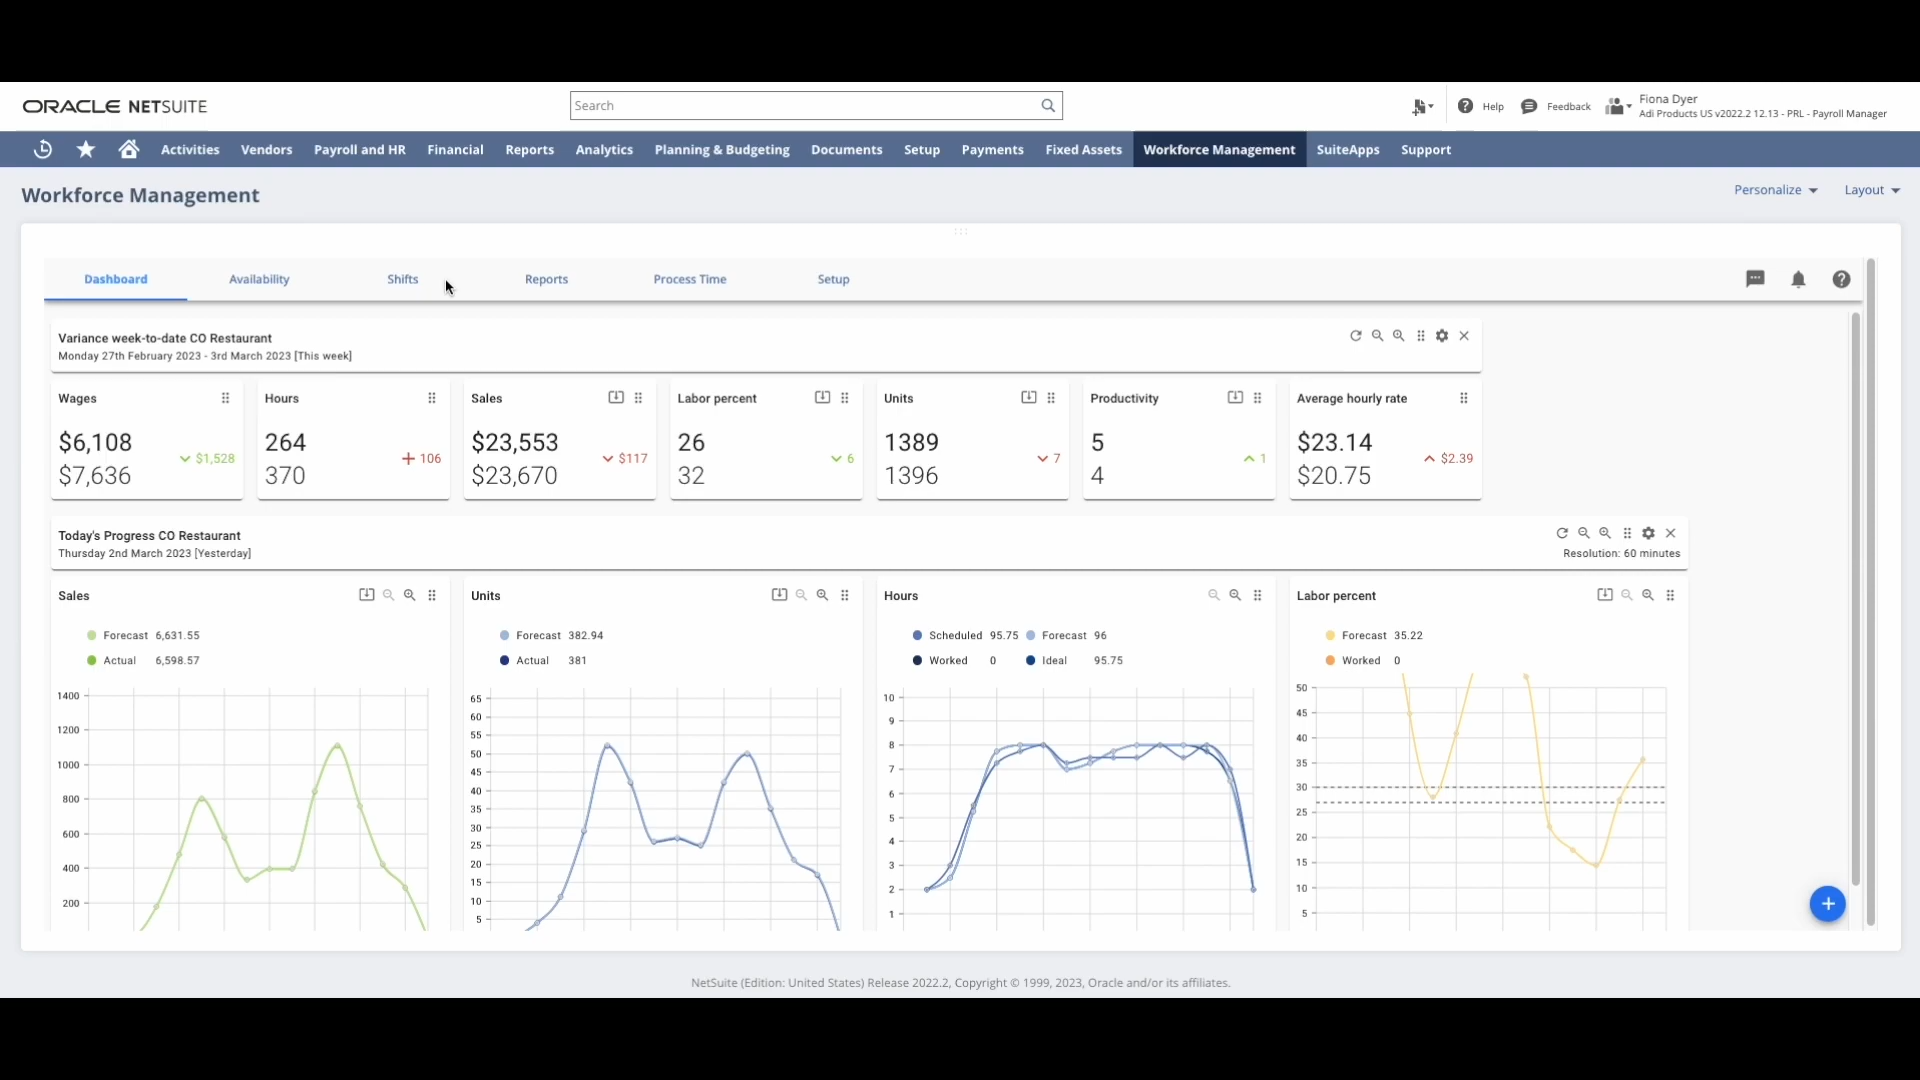 ORACLE NETSUITE
Search
Help
Feedback
Fiona Dyer
Adi Products US v2022.2 12.13 - PRL - Payroll Manager
Activities Vendors Payroll and HR Financial Reports Analytics Planning & Budgeting Documents Setup Payments Fixed Assets Workforce Management SuiteApps Support
Workforce Management
Personalize Layout
Dashboard Availability Shifts Reports Process Time Setup
Variance week-to-date CO Restaurant
Monday 27th February 2023 - 3rd March 2023 [This week]
Wages
$6,108
$7,636
$1,528
Hours
264
370
106
Sales
$23,553
$23,670
$117
Labor percent
26
32
6
Units
1389
1396
7
Productivity
5
4
1
Average hourly rate
$23.14
$20.75
$2.39
Today's Progress CO Restaurant
Thursday 2nd March 2023 [Yesterday]
Resolution: 60 minutes
Sales
Forecast 6,631.55
Actual 6,598.57
1400
1200
1000
800
600
400
200
Units
Forecast 382.94
Actual 381
65
60
55
50
45
40
35
30
25
20
15
10
5
Hours
Scheduled 95.75 Forecast 96
Worked 0 Ideal 95.75
10
9
8
7
6
5
4
3
2
1
Labor percent
Forecast 35.22
Worked 0
50
45
40
35
30
25
20
15
10
5
NetSuite (Edition: United States) Release 2022.2, Copyright © 1999, 2023, Oracle and/or its affiliates.